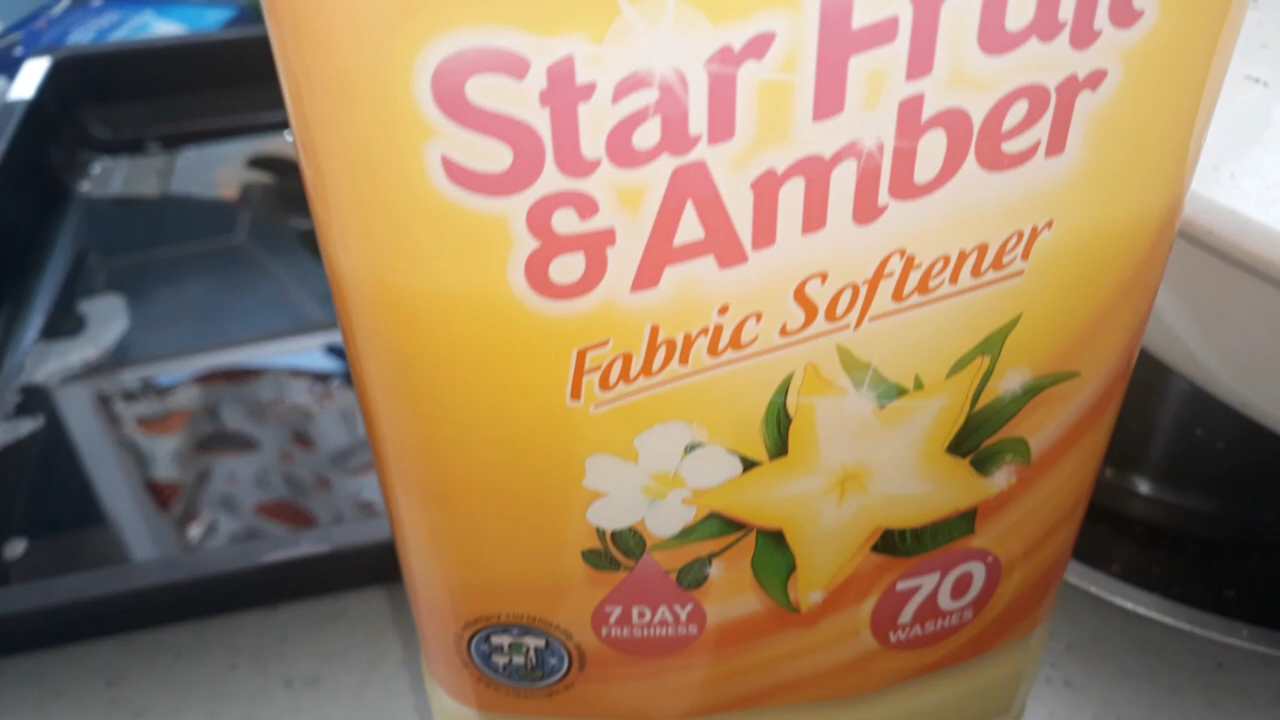 Star Fruit
& Amber
Fabric Softener
7 DAY
FRESHNESS
70*
WASHES